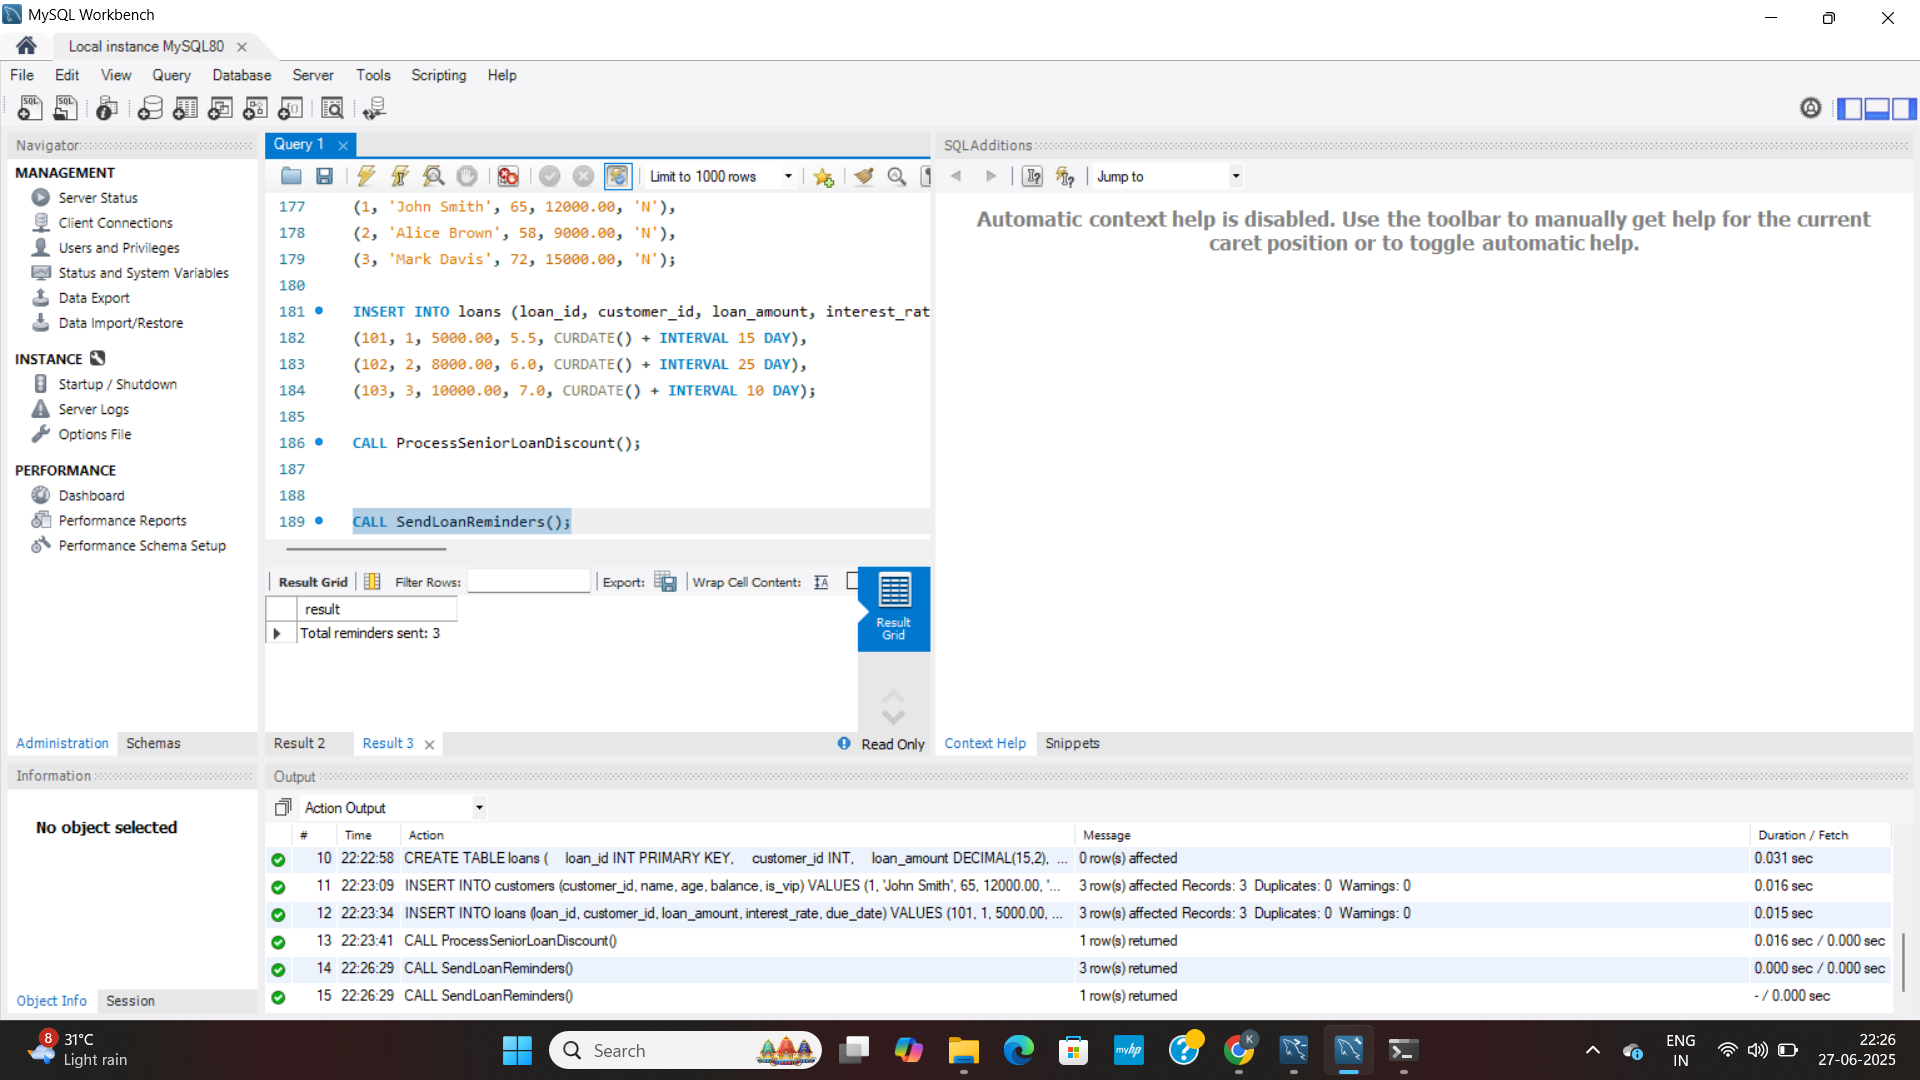 MySQL Workbench
Local instance MySQL80
File Edit View Query Database Server Tools Scripting Help
Navigator
MANAGEMENT
Server Status
Client Connections
Users and Privileges
Status and System Variables
Data Export
Data Import/Restore
INSTANCE
Startup / Shutdown
Server Logs
Options File
PERFORMANCE
Dashboard
Performance Reports
Performance Schema Setup
Administration Schemas
Information
No object selected
Object Info Session
Query 1
Limit to 1000 rows
177 (1, 'John Smith', 65, 12000.00, 'N'),
178 (2, 'Alice Brown', 58, 9000.00, 'N'),
179 (3, 'Mark Davis', 72, 15000.00, 'N');
180
181 INSERT INTO loans (loan_id, customer_id, loan_amount, interest_rat
182 (101, 1, 5000.00, 5.5, CURDATE() + INTERVAL 15 DAY),
183 (102, 2, 8000.00, 6.0, CURDATE() + INTERVAL 25 DAY),
184 (103, 3, 10000.00, 7.0, CURDATE() + INTERVAL 10 DAY);
185
186 CALL ProcessSeniorLoanDiscount();
187
188
189 CALL SendLoanReminders();
Result Grid Filter Rows: Export: Wrap Cell Content:
result
Total reminders sent: 3
Result
Grid
Result 2 Result 3 Read Only
SQLAdditions
Jump to
Automatic context help is disabled. Use the toolbar to manually get help for the current
caret position or to toggle automatic help.
Context Help Snippets
Output
Action Output
# Time Action Message Duration / Fetch
10 22:22:58 CREATE TABLE loans ( loan_id INT PRIMARY KEY, customer_id INT, loan_amount DECIMAL(15,2), ... 0 row(s) affected 0.031 sec
11 22:23:09 INSERT INTO customers (customer_id, name, age, balance, is_vip) VALUES (1, 'John Smith', 65, 12000.00, '... 3 row(s) affected Records: 3 Duplicates: 0 Warnings: 0 0.016 sec
12 22:23:34 INSERT INTO loans (loan_id, customer_id, loan_amount, interest_rate, due_date) VALUES (101, 1, 5000.00, ... 3 row(s) affected Records: 3 Duplicates: 0 Warnings: 0 0.015 sec
13 22:23:41 CALL ProcessSeniorLoanDiscount() 1 row(s) returned 0.016 sec / 0.000 sec
14 22:26:29 CALL SendLoanReminders() 3 row(s) returned 0.000 sec / 0.000 sec
15 22:26:29 CALL SendLoanReminders() 1 row(s) returned - / 0.000 sec
8
31°C
Light rain
Search
myhp
K
ENG
IN
22:26
27-06-2025